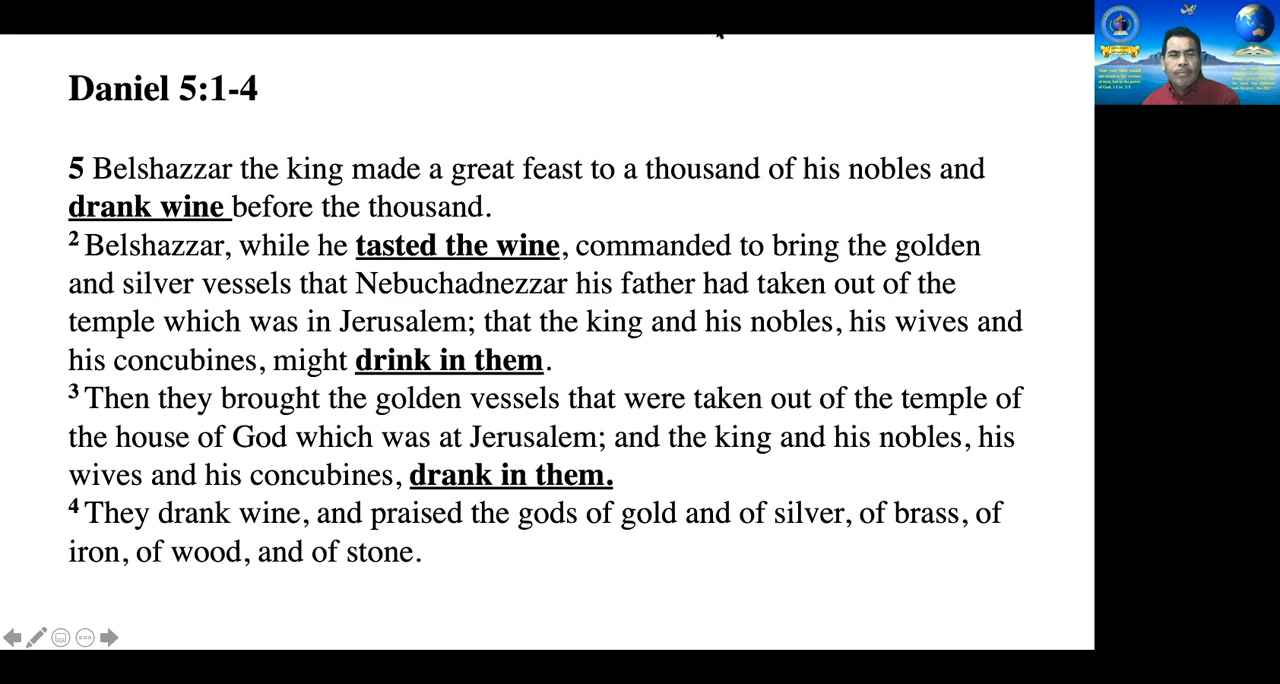 Daniel 5:1-4
5 Belshazzar the king made a great feast to a thousand of his nobles and
drank wine before the thousand.
2 Belshazzar, while he tasted the wine, commanded to bring the golden
and silver vessels that Nebuchadnezzar his father had taken out of the
temple which was in Jerusalem; that the king and his nobles, his wives and
his concubines, might drink in them.
3 Then they brought the golden vessels that were taken out of the temple of
the house of God which was at Jerusalem; and the king and his nobles, his
wives and his concubines, drank in them.
4 They drank wine, and praised the gods of gold and of silver, of brass, of
iron, of wood, and of stone.